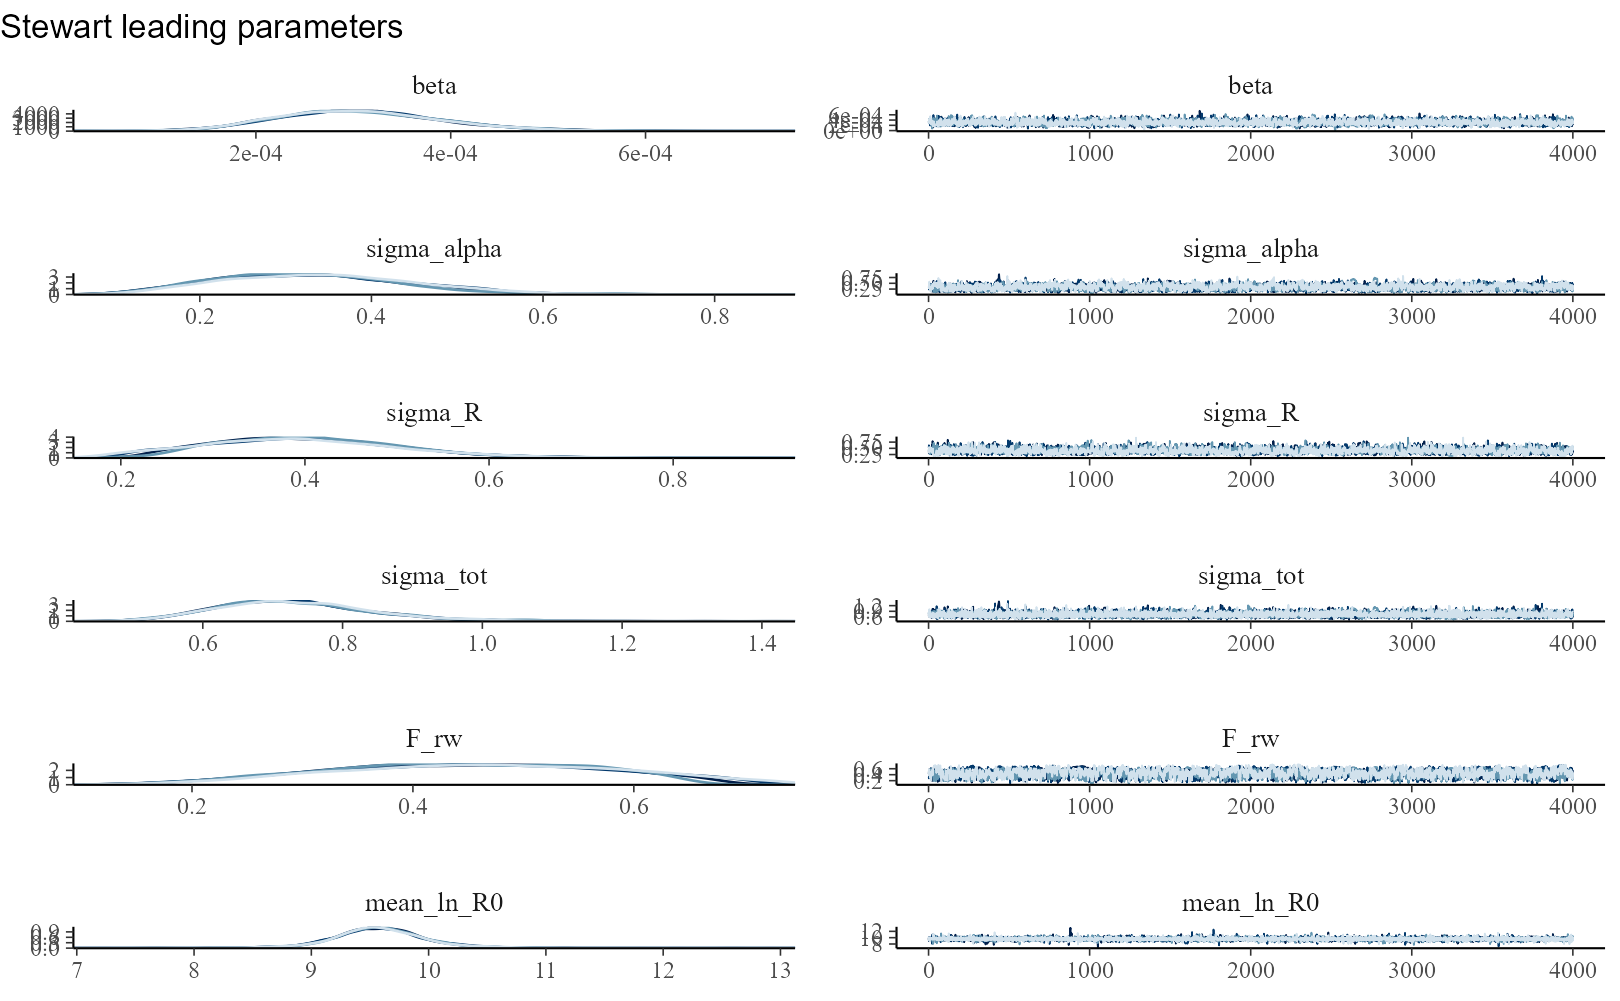 Stewart leading parameters
beta
beta
2e-04 4e-04 6e-04
0 1000 2000 3000 4000
sigma_alpha
sigma_alpha
0.2 0.4 0.6 0.8
0 1000 2000 3000 4000
sigma_R
sigma_R
0.2 0.4 0.6 0.8
0 1000 2000 3000 4000
sigma_tot
sigma_tot
0.6 0.8 1.0 1.2 1.4
0 1000 2000 3000 4000
F_rw
F_rw
0.2 0.4 0.6
0 1000 2000 3000 4000
mean_ln_R0
mean_ln_R0
7 8 9 10 11 12 13
0 1000 2000 3000 4000